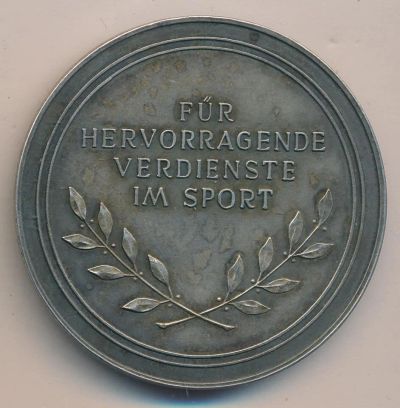 FÜR
HERVORRAGENDE
VERDIENSTE
IM SPORT